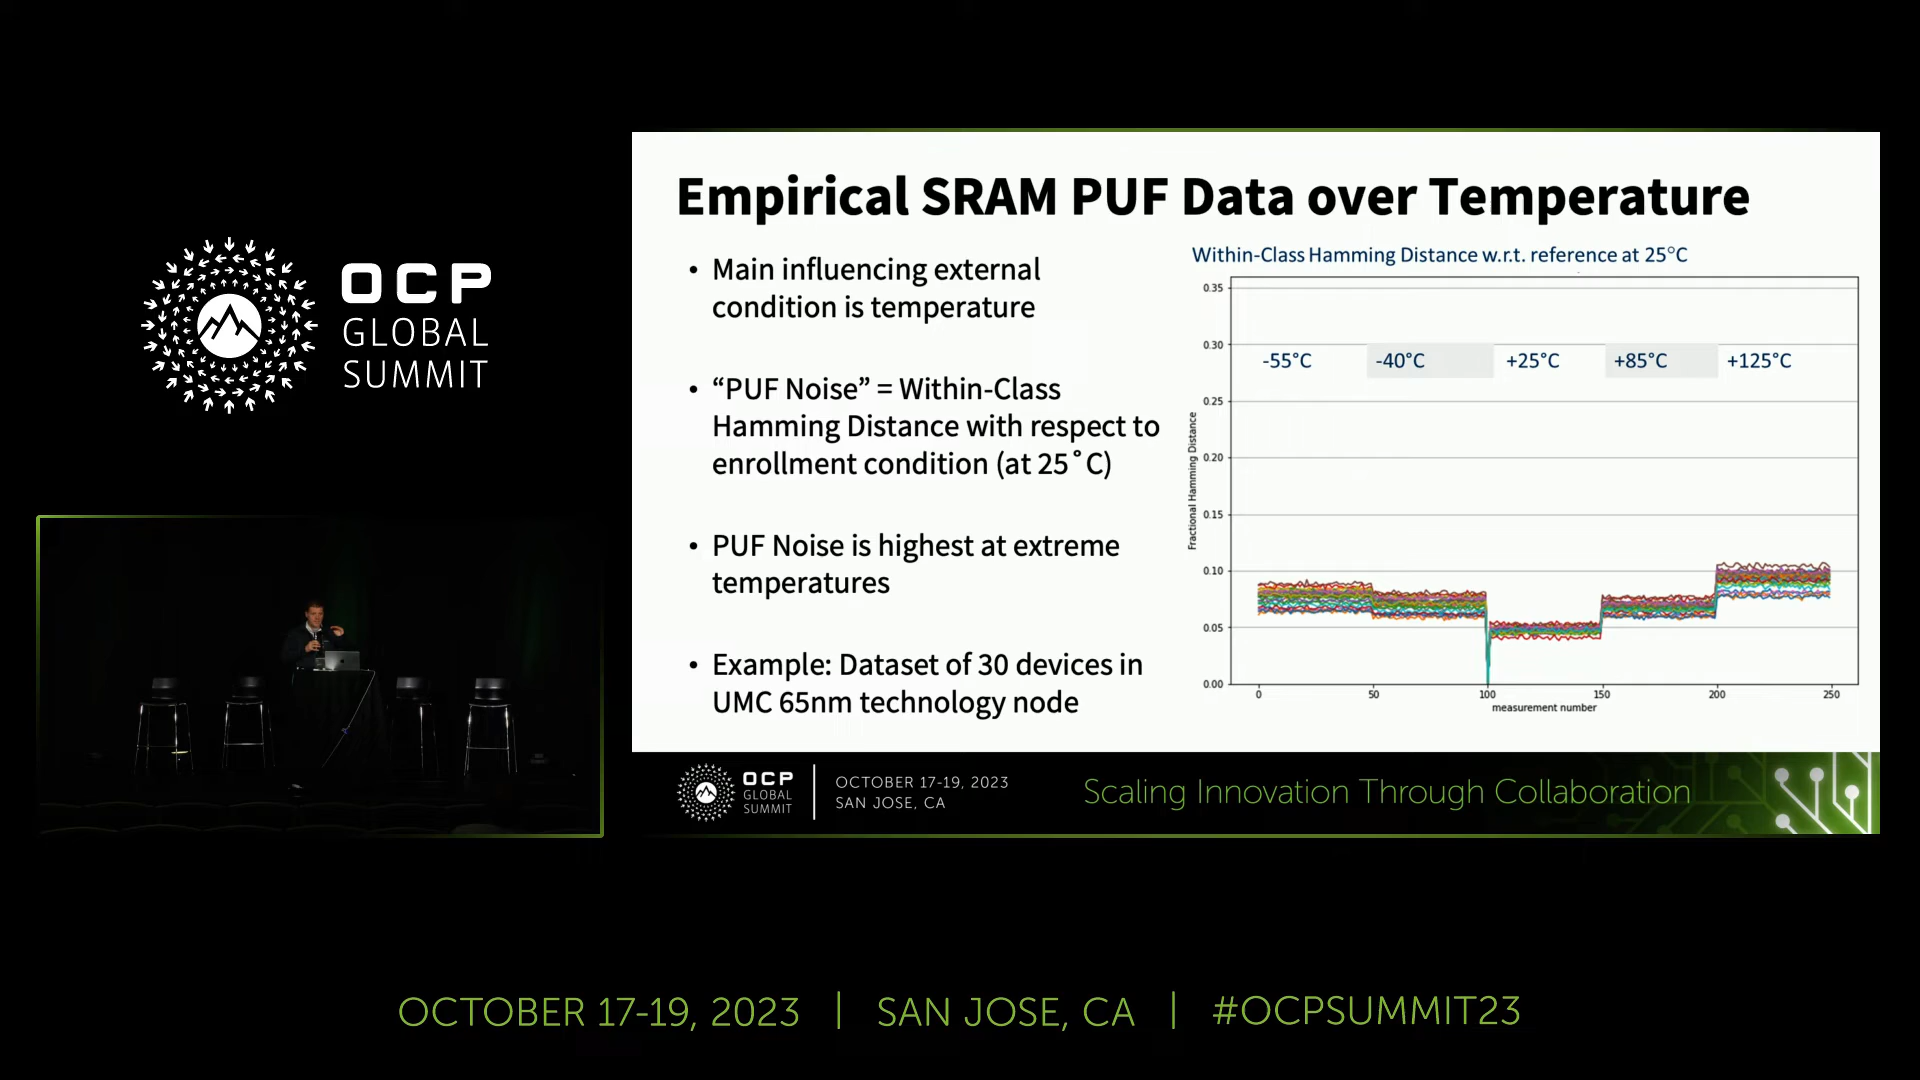 OCP
GLOBAL
SUMMIT
Empirical SRAM PUF Data over Temperature
• Main influencing external
condition is temperature
• “PUF Noise” = Within-Class
Hamming Distance with respect to
enrollment condition (at 25˚C)
• PUF Noise is highest at extreme
temperatures
• Example: Dataset of 30 devices in
UMC 65nm technology node
Within-Class Hamming Distance w.r.t. reference at 25°C
0.35
0.30
0.25
0.20
0.15
0.10
0.05
0.00
Fractional Hamming Distance
-55°C
-40°C
+25°C
+85°C
+125°C
0 50 100 150 200 250
measurement number
OCP
GLOBAL
SUMMIT
OCTOBER 17-19, 2023
SAN JOSE, CA
Scaling Innovation Through Collaboration
OCTOBER 17-19, 2023 | SAN JOSE, CA | #OCPSUMMIT23